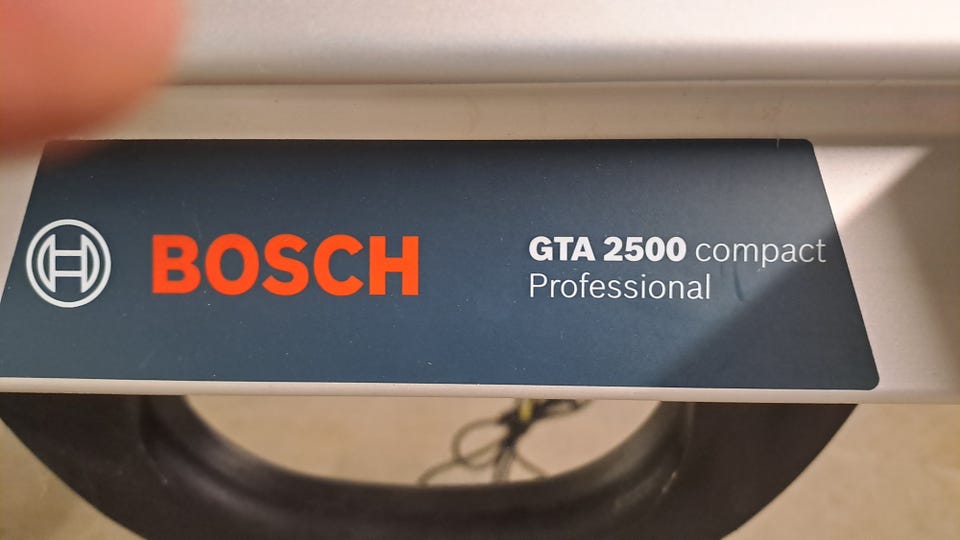 BOSCH
GTA 2500 compact
Professional